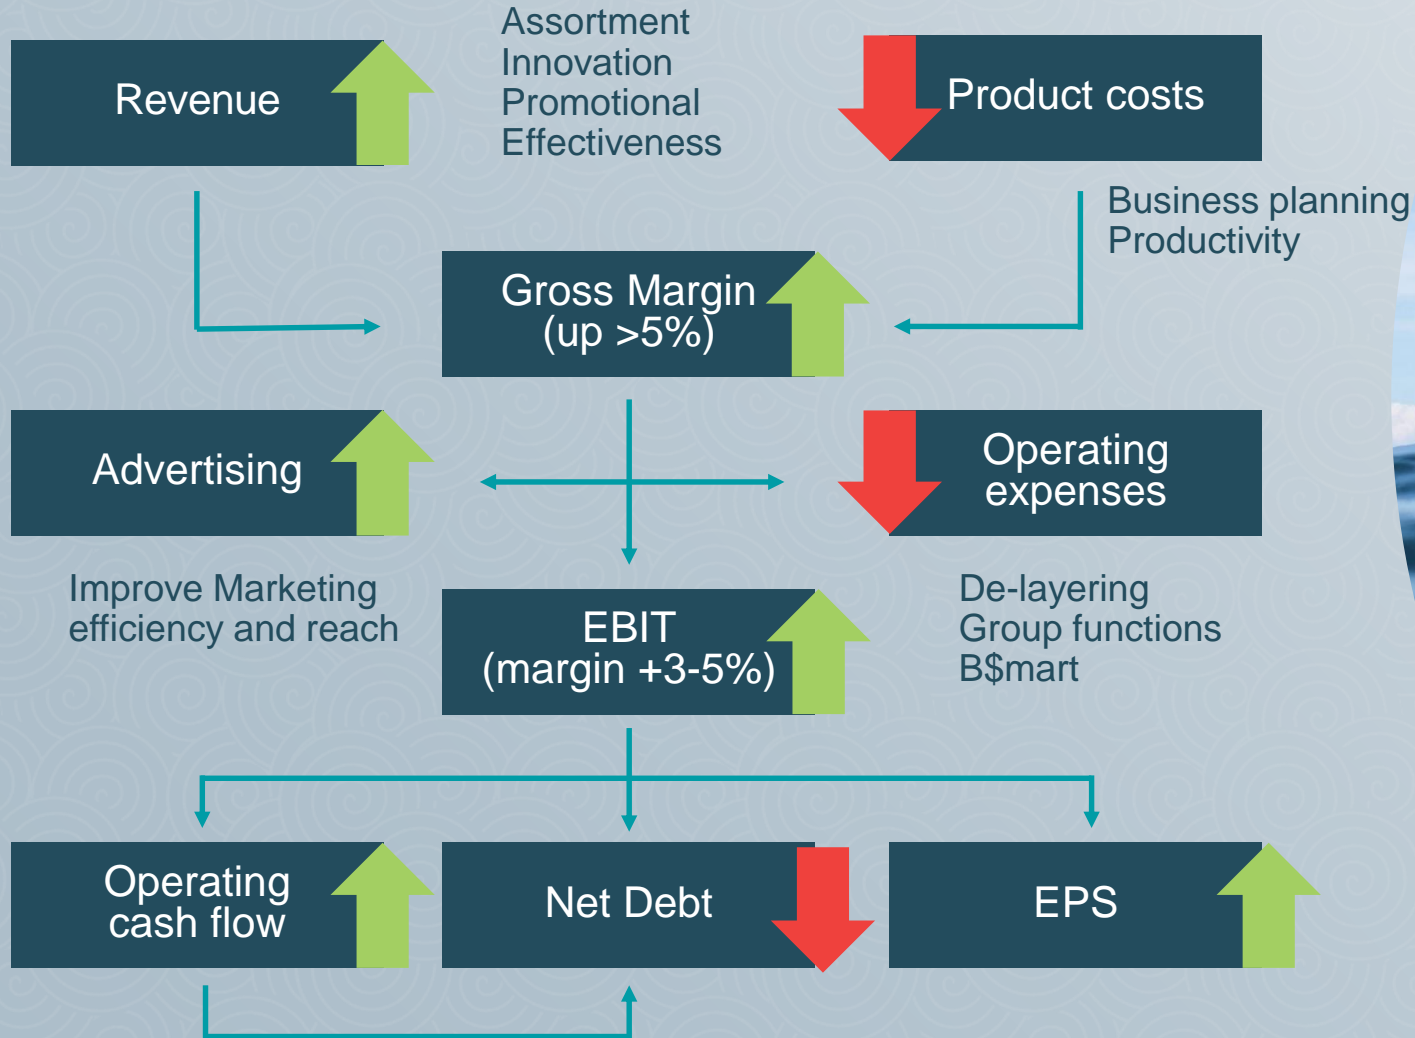 Revenue
Assortment
Innovation
Promotional
Effectiveness
Product costs
Business planning
Productivity
Gross Margin
(up >5%)
Advertising
Operating
expenses
Improve Marketing
efficiency and reach
EBIT
(margin +3-5%)
De-layering
Group functions
B$mart
Operating
cash flow
Net Debt
EPS